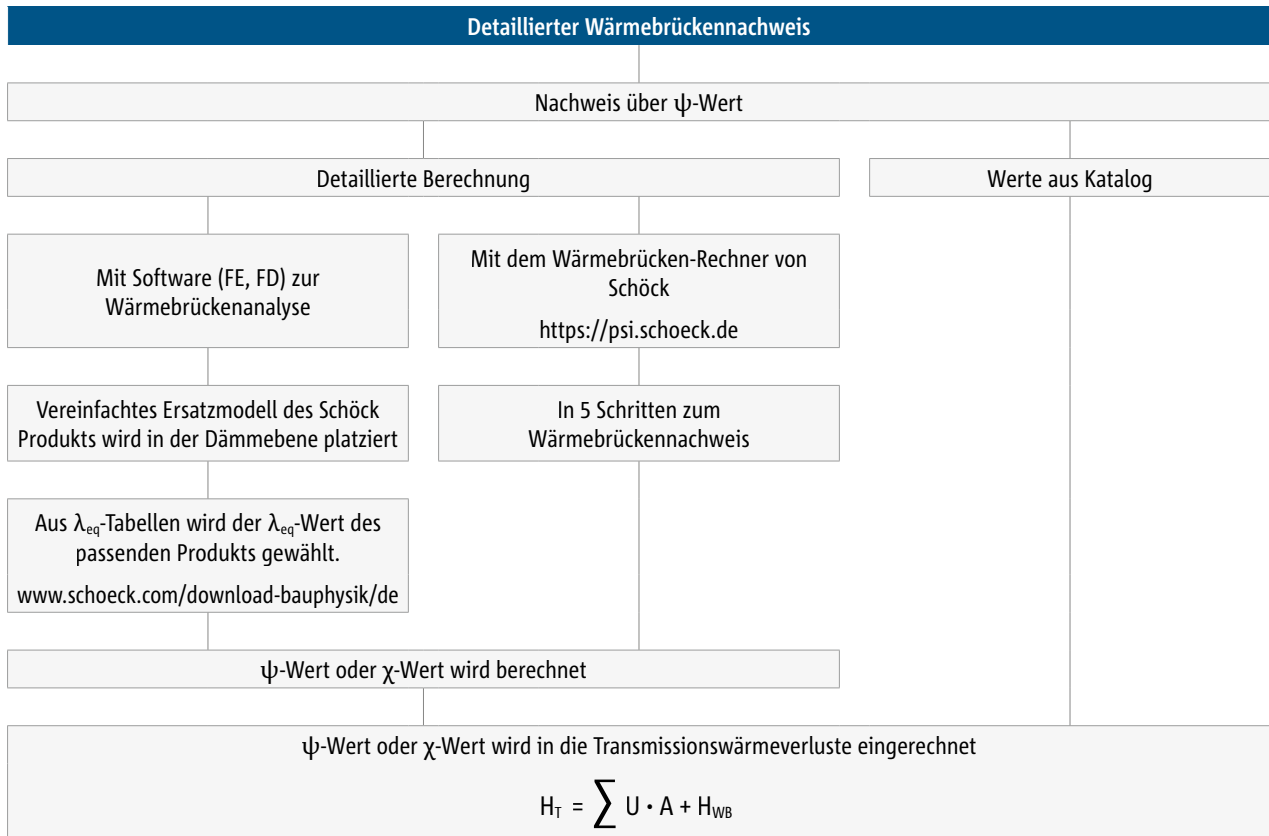 Detaillierter Wärmebrückennachweis
Nachweis über ψ-Wert
Detaillierte Berechnung
Werte aus Katalog
Mit Software (FE, FD) zur
Wärmebrückenanalyse
Mit dem Wärmebrücken-Rechner von
Schöck
https://psi.schoeck.de
Vereinfachtes Ersatzmodell des Schöck
Produkts wird in der Dämmebene platziert
In 5 Schritten zum
Wärmebrückennachweis
Aus λeq-Tabellen wird der λeq-Wert des
passenden Produkts gewählt.
www.schoeck.com/download-bauphysik/de
ψ-Wert oder χ-Wert wird berechnet
ψ-Wert oder χ-Wert wird in die Transmissionswärmeverluste eingerechnet
HT = ∑ U · A + HWB